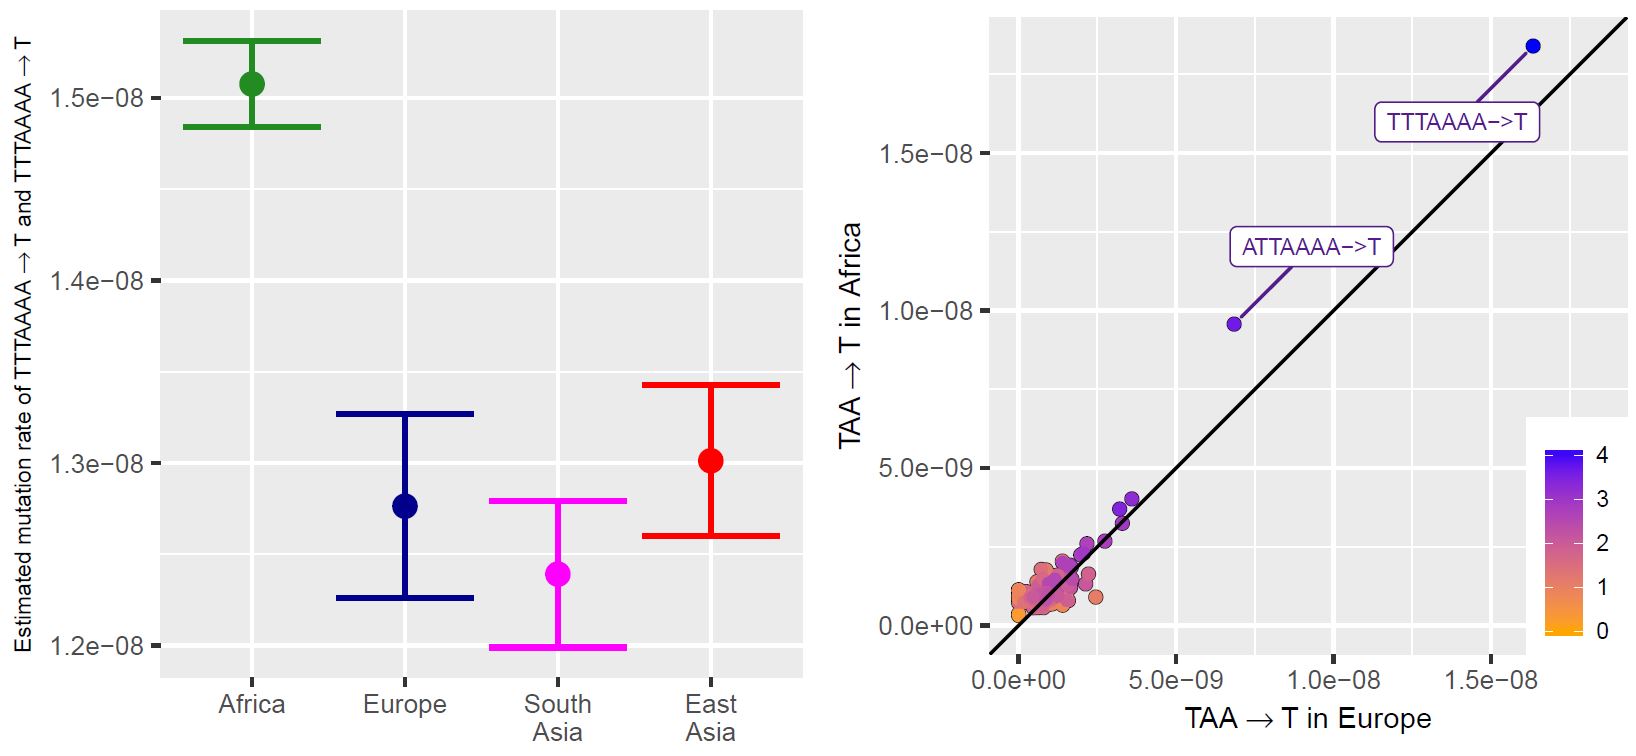 Estimated mutation rate of TTTAAAA → T and TTTAAAA → T
1.5e−08
1.4e−08
1.3e−08
1.2e−08
Africa
Europe
South
Asia
East
Asia
TAA → T in Africa
1.5e−08
1.0e−08
5.0e−09
0.0e+00
TTTAAAA−>T
ATTAAAA−>T
4
3
2
1
0
0.0e+00
5.0e−09
1.0e−08
1.5e−08
TAA → T in Europe